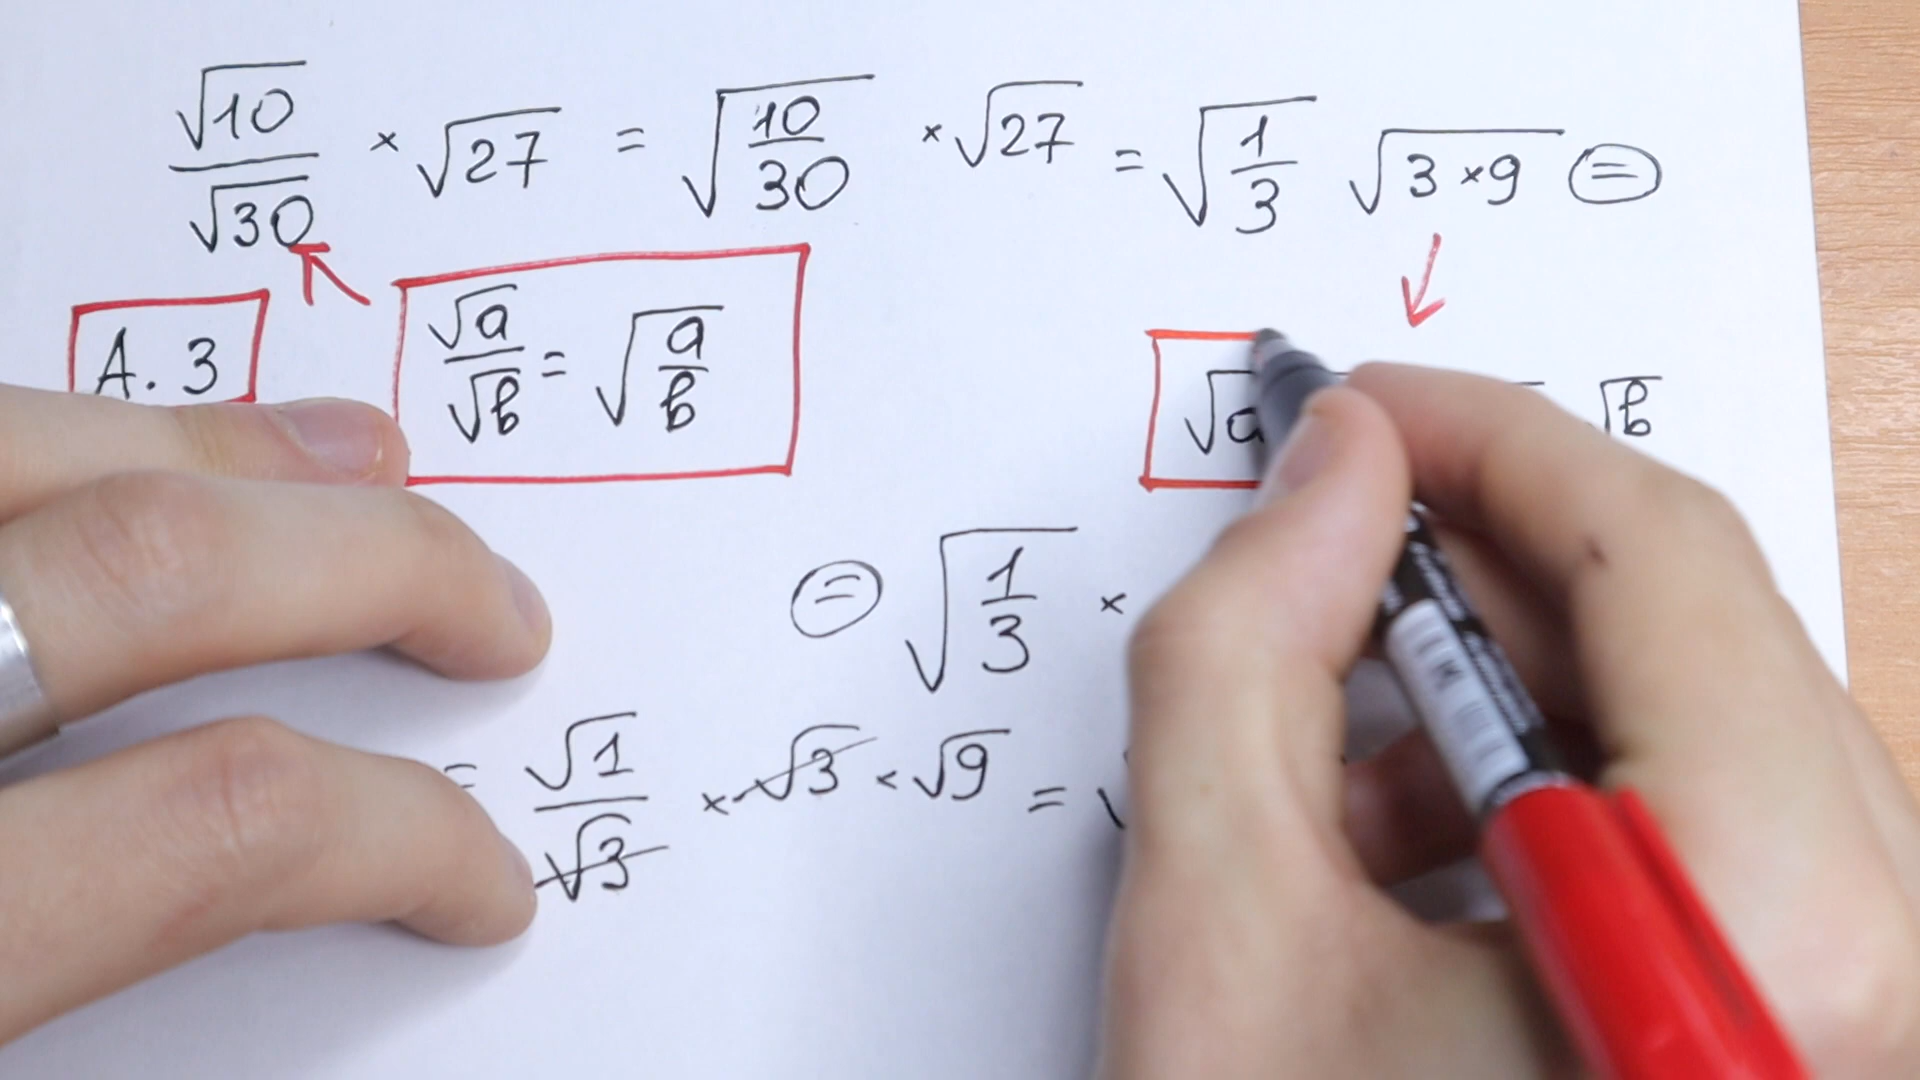 √10/√30 × √27 = √(10/30) × √27 = √(1/3) √(3×9) =
A. 3
√a/√b = √(a/b)
√a √b
= √(1/3) ×
= √1/√3 × √3 × √9 =